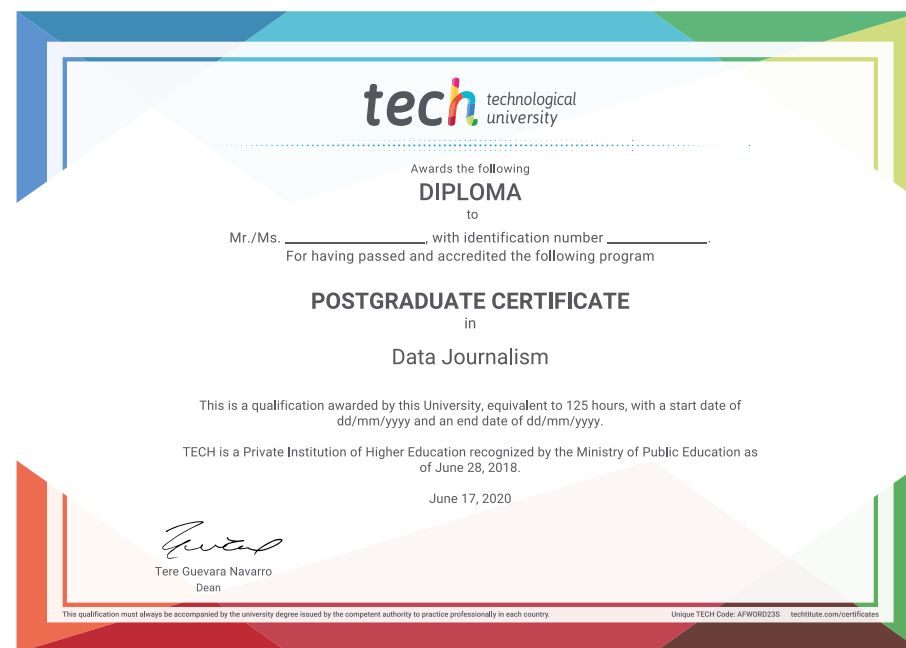 tech technological
university
Awards the following
DIPLOMA
to
Mr./Ms. ____________, with identification number ____________.
For having passed and accredited the following program
POSTGRADUATE CERTIFICATE
in
Data Journalism
This is a qualification awarded by this University, equivalent to 125 hours, with a start date of
dd/mm/yyyy and an end date of dd/mm/yyyy.
TECH is a Private Institution of Higher Education recognized by the Ministry of Public Education as
of June 28, 2018.
June 17, 2020
Tere Guevara Navarro
Dean
This qualification must always be accompanied by the university degree issued by the competent authority to practice professionally in each country. Unique TECH Code: AFWORD23S techtitute.com/certificates